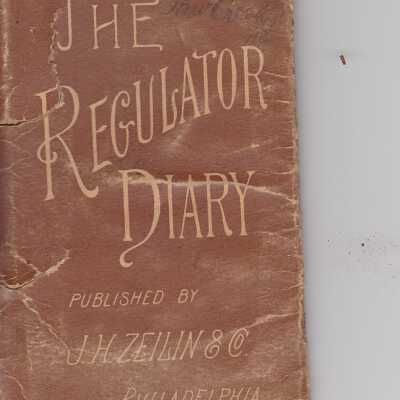 THE
REGULATOR
DIARY
PUBLISHED BY
J.H. ZEILIN & CO.
PHILADELPHIA